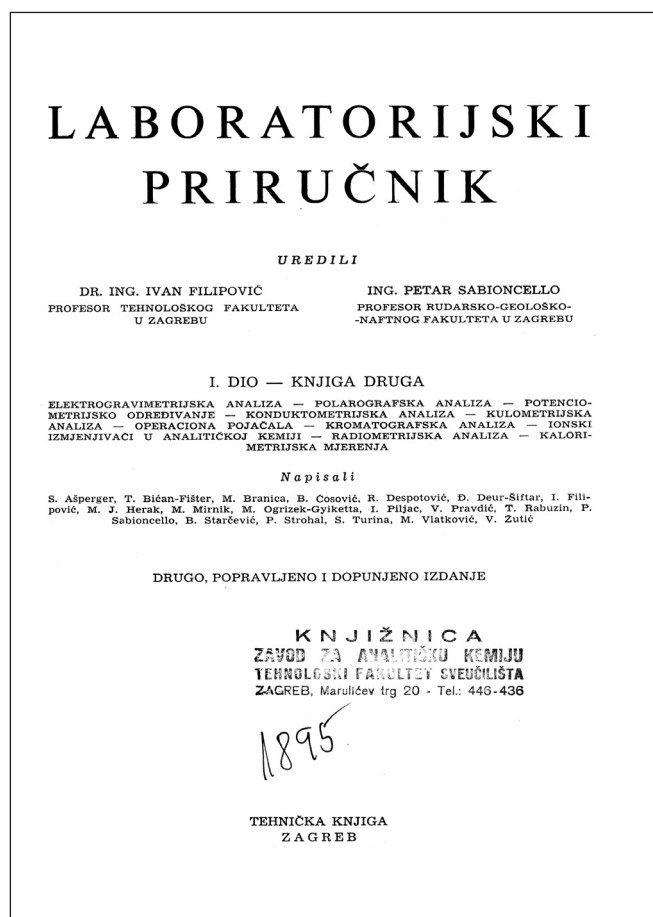 LABORATORIJSKI
PRIRUČNIK
UREDILI
DR. ING. IVAN FILIPOVIĆ
PROFESOR TEHNOLOŠKOG FAKULTETA
U ZAGREBU
ING. PETAR SABIONCELLO
PROFESOR RUDARSKO-GEOLOŠKO-
-NAFTNOG FAKULTETA U ZAGREBU
I. DIO — KNJIGA DRUGA
ELEKTROGRAVIMETRIJSKA ANALIZA — POLAROGRAFSKA ANALIZA — POTENCIO-
METRIJSKO ODREĐIVANJE — KONDUKTOMETRIJSKA ANALIZA — KULOMETRIJSKA
ANALIZA — OPERACIONA POJAČALA — KROMATOGRAFSKA ANALIZA — IONSKI
IZMJENJIVAČI U ANALITIČKOJ KEMIJI — RADIOMETRIJSKA ANALIZA — KALORI-
METRIJSKA MJERENJA
Napisali
S. Ašperger, T. Bićan-Fišter, M. Branica, B. Ćosović, R. Despotović, Đ. Deur-Šiftar, I. Fili-
pović, M. J. Herak, M. Mirnik, M. Ogrizek-Gyiketta, I. Piljac, V. Pravdić, T. Rabuzin, P.
Sabioncello, B. Starčević, P. Strohal, S. Turina, M. Vlatković, V. Žutić
DRUGO, POPRAVLJENO I DOPUNJENO IZDANJE
KNJIŽNICA
ZAVOD ZA ANALITIČKU KEMIJU
TEHNOLOŠKI FAKULTET SVEUČILIŠTA
ZAGREB, Marulićev trg 20 - Tel.: 446-436
1895
TEHNIČKA KNJIGA
ZAGREB